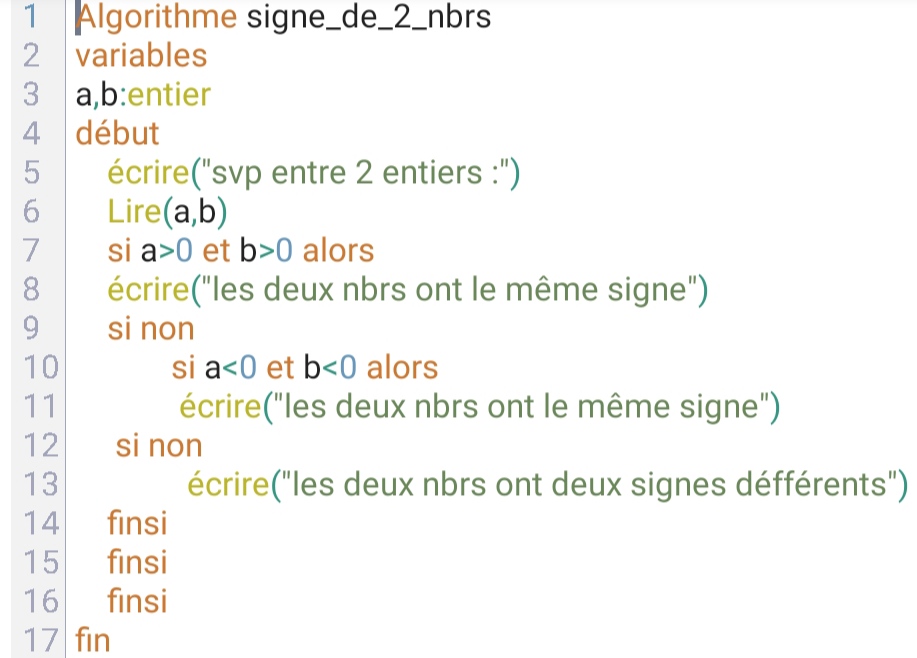 1 Algorithme signe_de_2_nbrs
2 variables
3 a,b:entier
4 début
5 écrire("svp entre 2 entiers :")
6 Lire(a,b)
7 si a>0 et b>0 alors
8 écrire("les deux nbrs ont le même signe")
9 si non
10 si a<0 et b<0 alors
11 écrire("les deux nbrs ont le même signe")
12 si non
13 écrire("les deux nbrs ont deux signes défférents")
14 finsi
15 finsi
16 finsi
17 fin